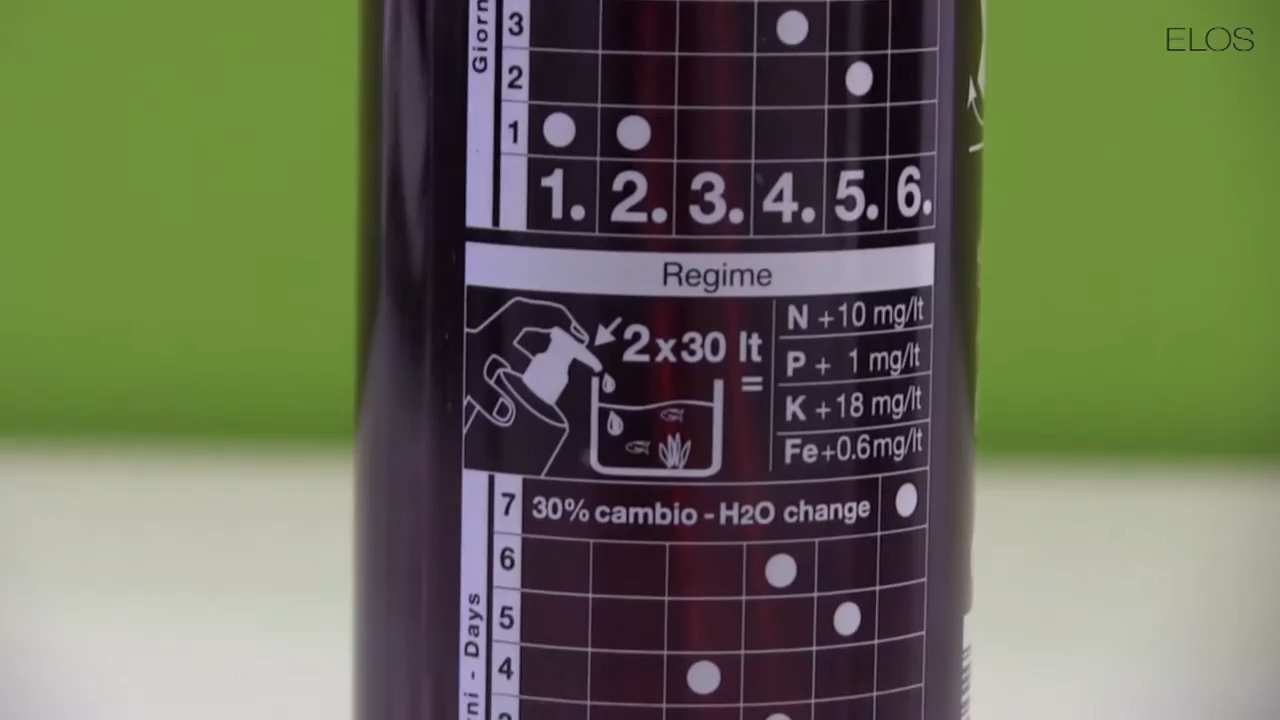 ELOS
Giorn
3
2
1
1. 2. 3. 4. 5. 6.
Regime
2x30 lt
=
N +10 mg/lt
P + 1 mg/lt
K +18 mg/lt
Fe+0.6mg/lt
7 30% cambio - H2O change
6
5
4
ni - Days